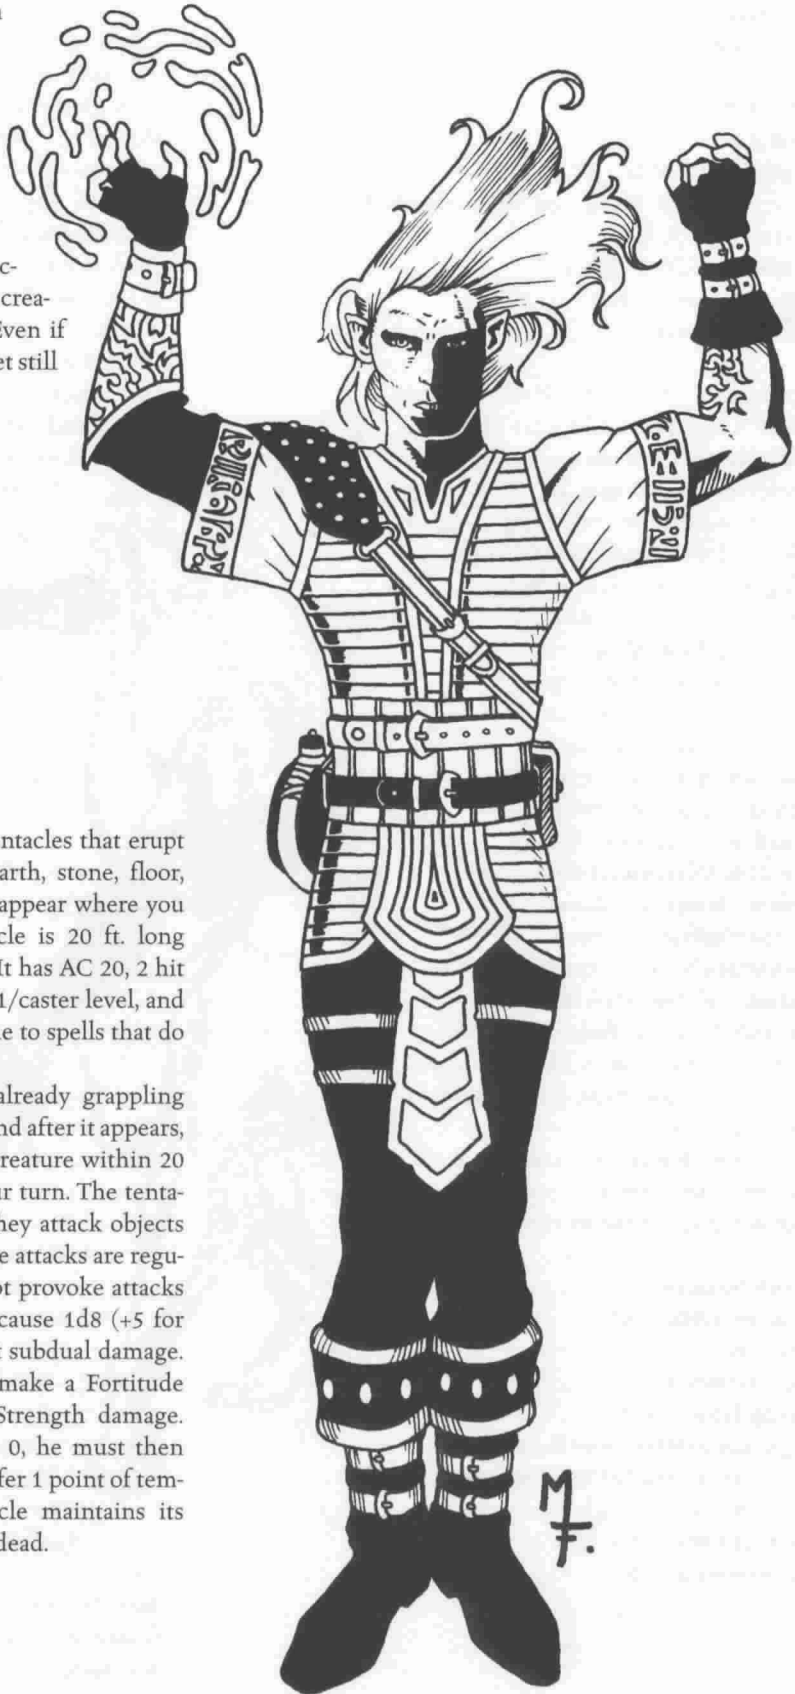 c-
crea-
Even if
et still
ntacles that erupt
arth, stone, floor,
appear where you
cle is 20 ft. long
It has AC 20, 2 hit
1/caster level, and
e to spells that do
already grappling
nd after it appears,
creature within 20
ur turn. The tenta-
hey attack objects
e attacks are regu-
ot provoke attacks
cause 1d8 (+5 for
subdual damage.
make a Fortitude
Strength damage.
0, he must then
fer 1 point of tem-
cle maintains its
dead.
MF.